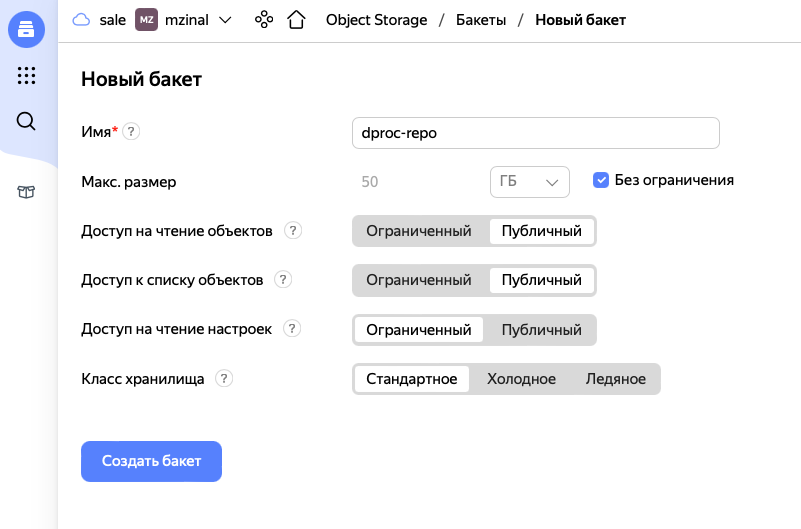 sale MZ mzinal Object Storage / Бакеты / Новый бакет
Новый бакет
Имя* ? dproc-repo
Макс. размер 50 ГБ Без ограничения
Доступ на чтение объектов ? Ограниченный Публичный
Доступ к списку объектов ? Ограниченный Публичный
Доступ на чтение настроек ? Ограниченный Публичный
Класс хранилища ? Стандартное Холодное Ледяное
Создать бакет